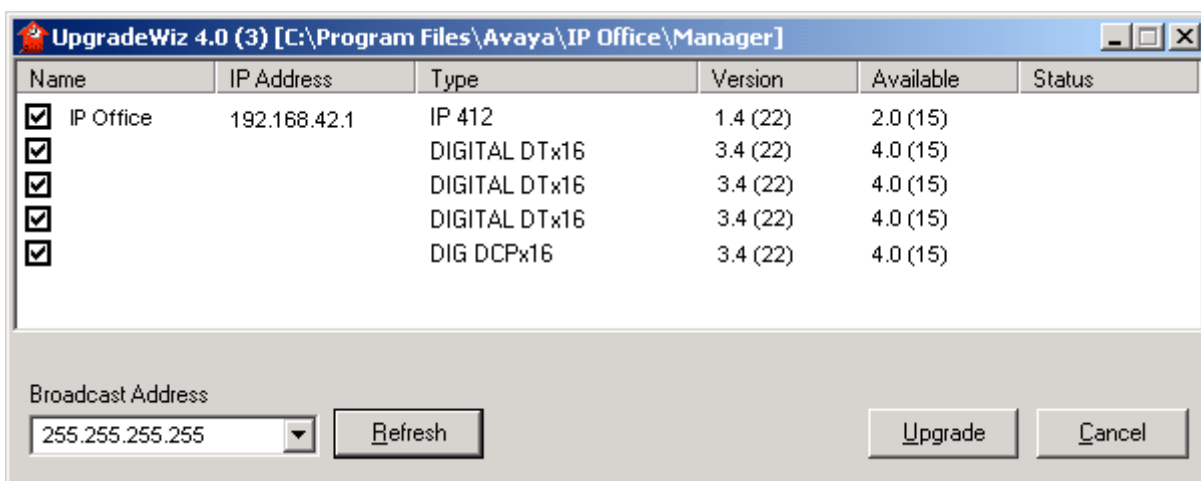 UpgradeWiz 4.0 (3) [C:\Program Files\Avaya\IP Office\Manager]
Name IP Address Type Version Available Status
IP Office 192.168.42.1 IP 412 1.4 (22) 2.0 (15)
DIGITAL DTx16 3.4 (22) 4.0 (15)
DIGITAL DTx16 3.4 (22) 4.0 (15)
DIGITAL DTx16 3.4 (22) 4.0 (15)
DIG DCPx16 3.4 (22) 4.0 (15)
Broadcast Address
255.255.255.255 Refresh Upgrade Cancel